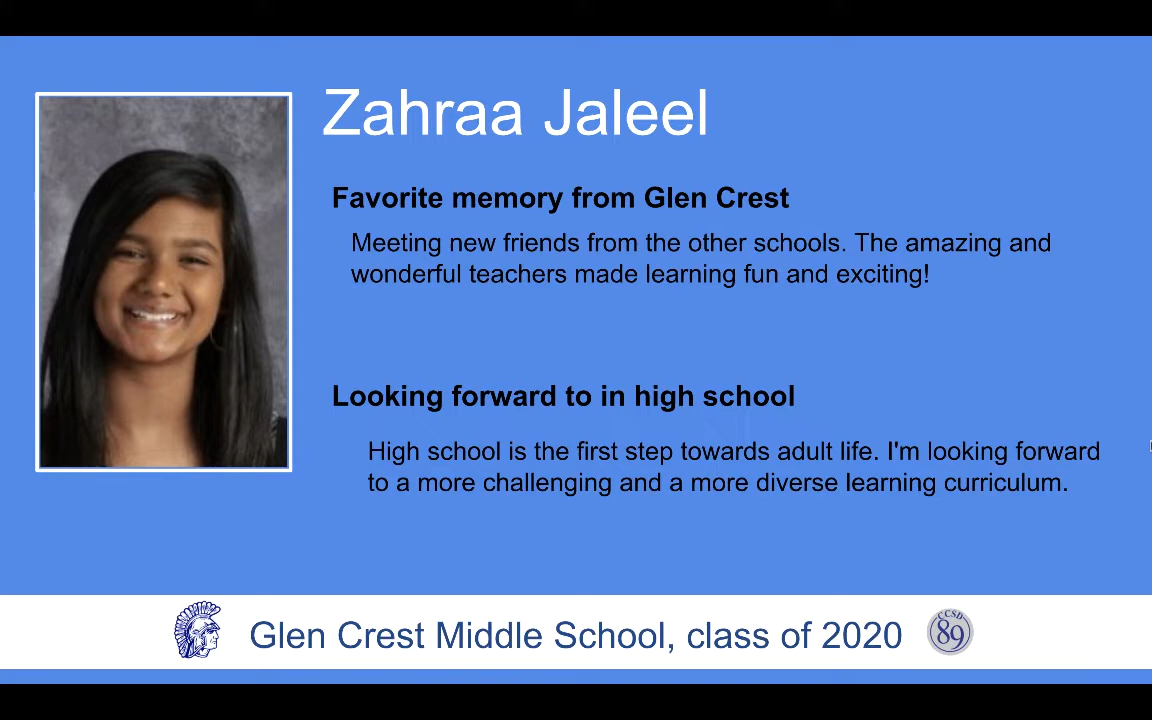 Zahraa Jaleel
Favorite memory from Glen Crest
Meeting new friends from the other schools. The amazing and
wonderful teachers made learning fun and exciting!
Looking forward to in high school
High school is the first step towards adult life. I'm looking forward
to a more challenging and a more diverse learning curriculum.
Glen Crest Middle School, class of 2020
CCSD
89